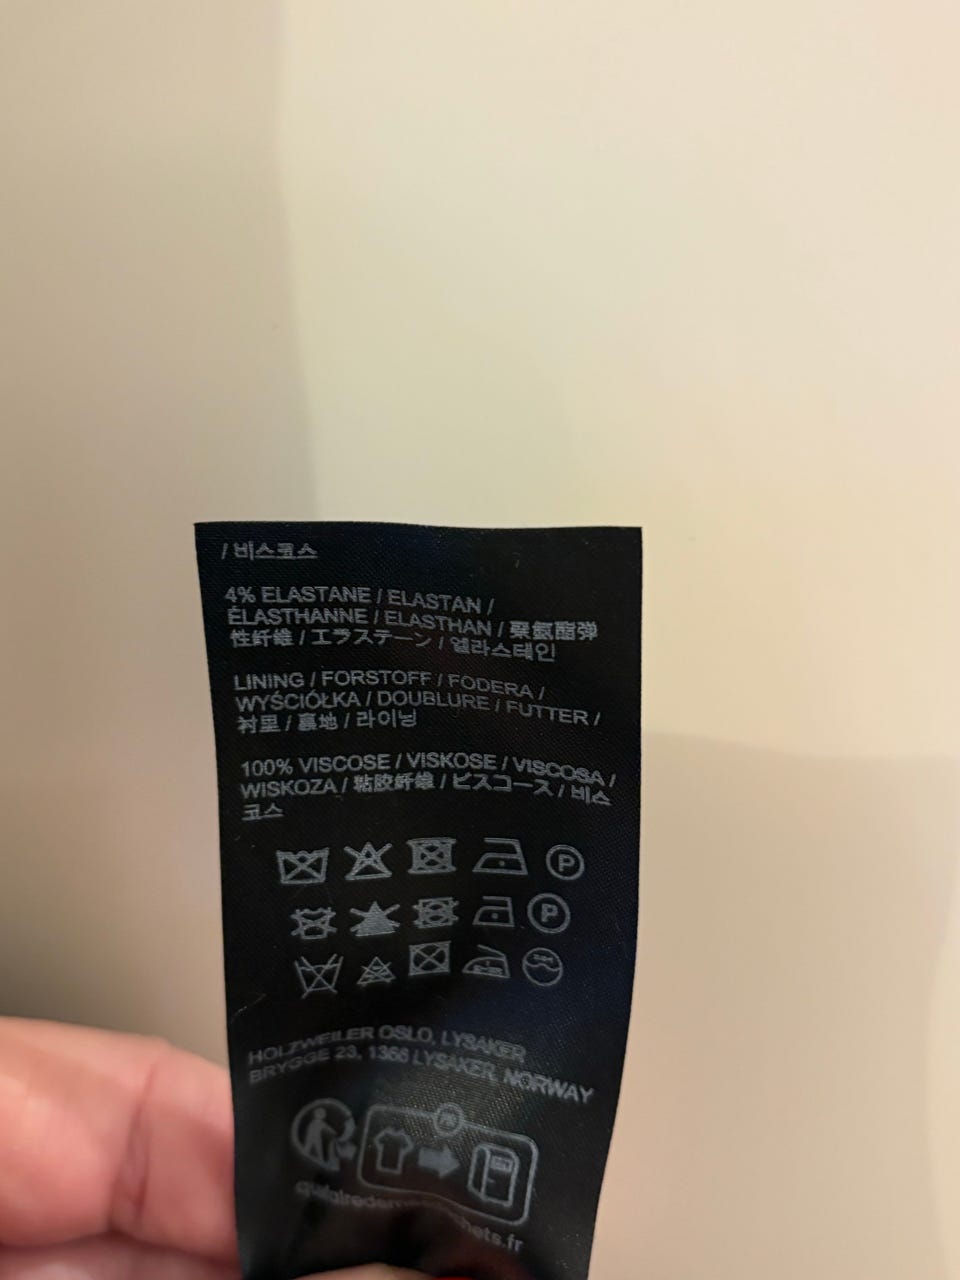 / 비스코스
4% ELASTANE / ELASTAN /
ÉLASTHANNE / ELASTHAN / 聚氨酯弹
性纤维 / エラステーン / 엘라스테인
LINING / FORSTOFF / FODERA /
WYŚCIÓŁKA / DOUBLURE / FUTTER /
衬里 / 裏地 / 라이닝
100% VISCOSE / VISKOSE / VISCOSA /
WISKOZA / 粘胶纤维 / ビスコース / 비스
코스
P
P
HOLZWEILER OSLO, LYSAKER
BRYGGE 23, 1366 LYSAKER, NORWAY